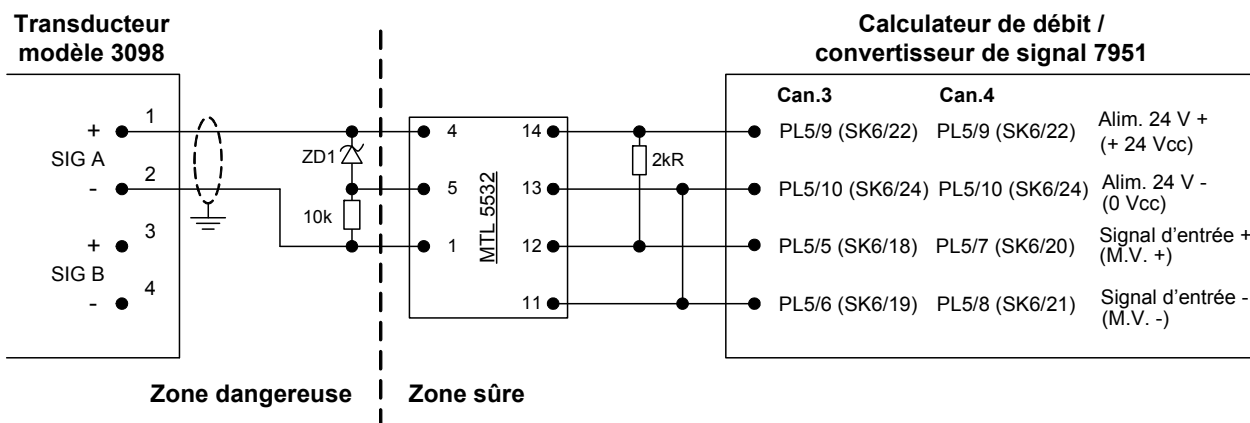 Transducteur
modèle 3098
Calculateur de débit /
convertisseur de signal 7951
Can.3
Can.4
1
+
SIG A
-
2
3
+
SIG B
-
4
ZD1
10k
4
5
1
MTL 5532
14
13
12
11
2kR
PL5/9 (SK6/22)
PL5/9 (SK6/22)
Alim. 24 V +
(+ 24 Vcc)
PL5/10 (SK6/24)
PL5/10 (SK6/24)
Alim. 24 V -
(0 Vcc)
PL5/5 (SK6/18)
PL5/7 (SK6/20)
Signal d’entrée +
(M.V. +)
PL5/6 (SK6/19)
PL5/8 (SK6/21)
Signal d’entrée -
(M.V. -)
Zone dangereuse
Zone sûre